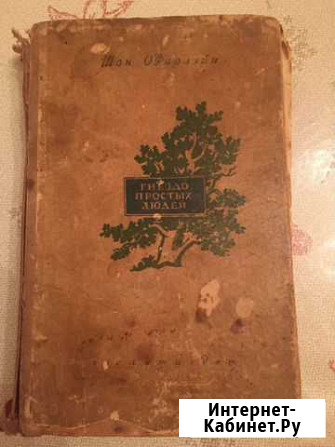 Шон О'Фаолейн
ГНЕЗДО
ПРОСТЫХ
ЛЮДЕЙ
Интернет-
Кабинет.Ру